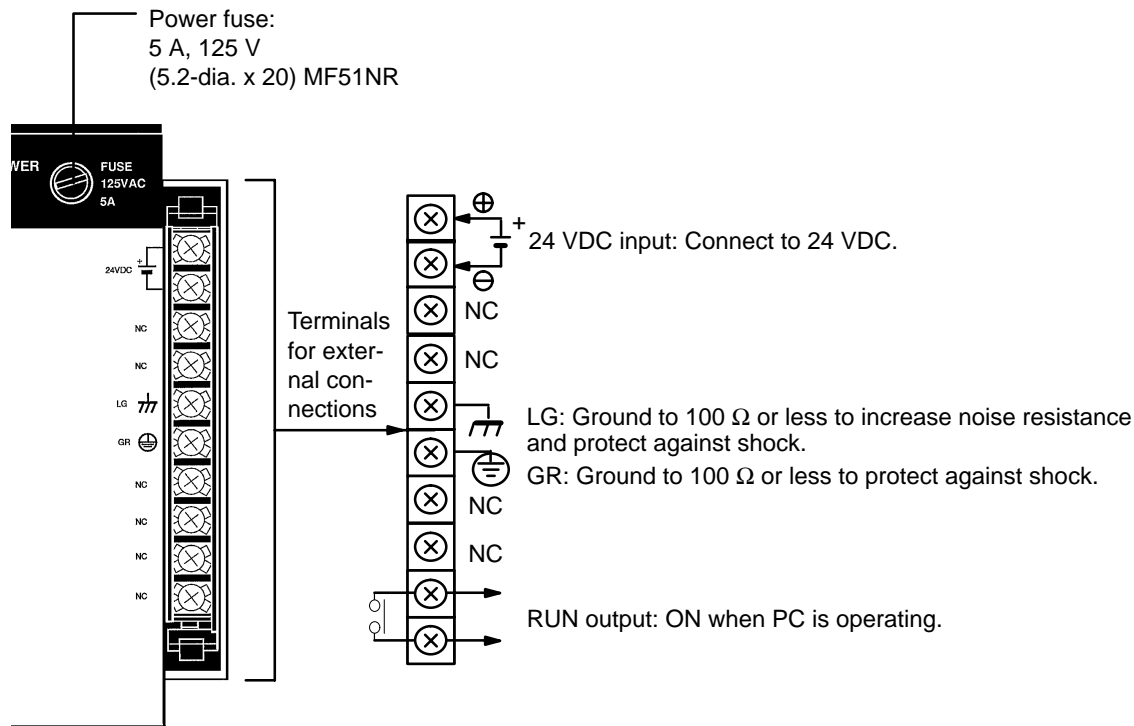 Power fuse:
5 A, 125 V
(5.2-dia. x 20) MF51NR
WER
FUSE
125VAC
5A
24VDC
+
NC
NC
LG
GR
NC
NC
NC
NC
Terminals
for exter-
nal con-
nections
+
24 VDC input: Connect to 24 VDC.
NC
NC
LG: Ground to 100 Ω or less to increase noise resistance
and protect against shock.
GR: Ground to 100 Ω or less to protect against shock.
NC
NC
RUN output: ON when PC is operating.